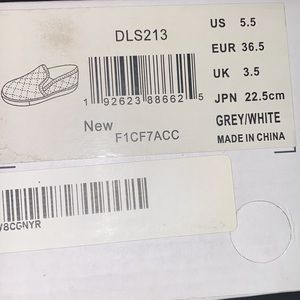 DLS213
1 92623 88662 5
New
F1CF7ACC
US 5.5
EUR 36.5
UK 3.5
JPN 22.5cm
GREY/WHITE
MADE IN CHINA